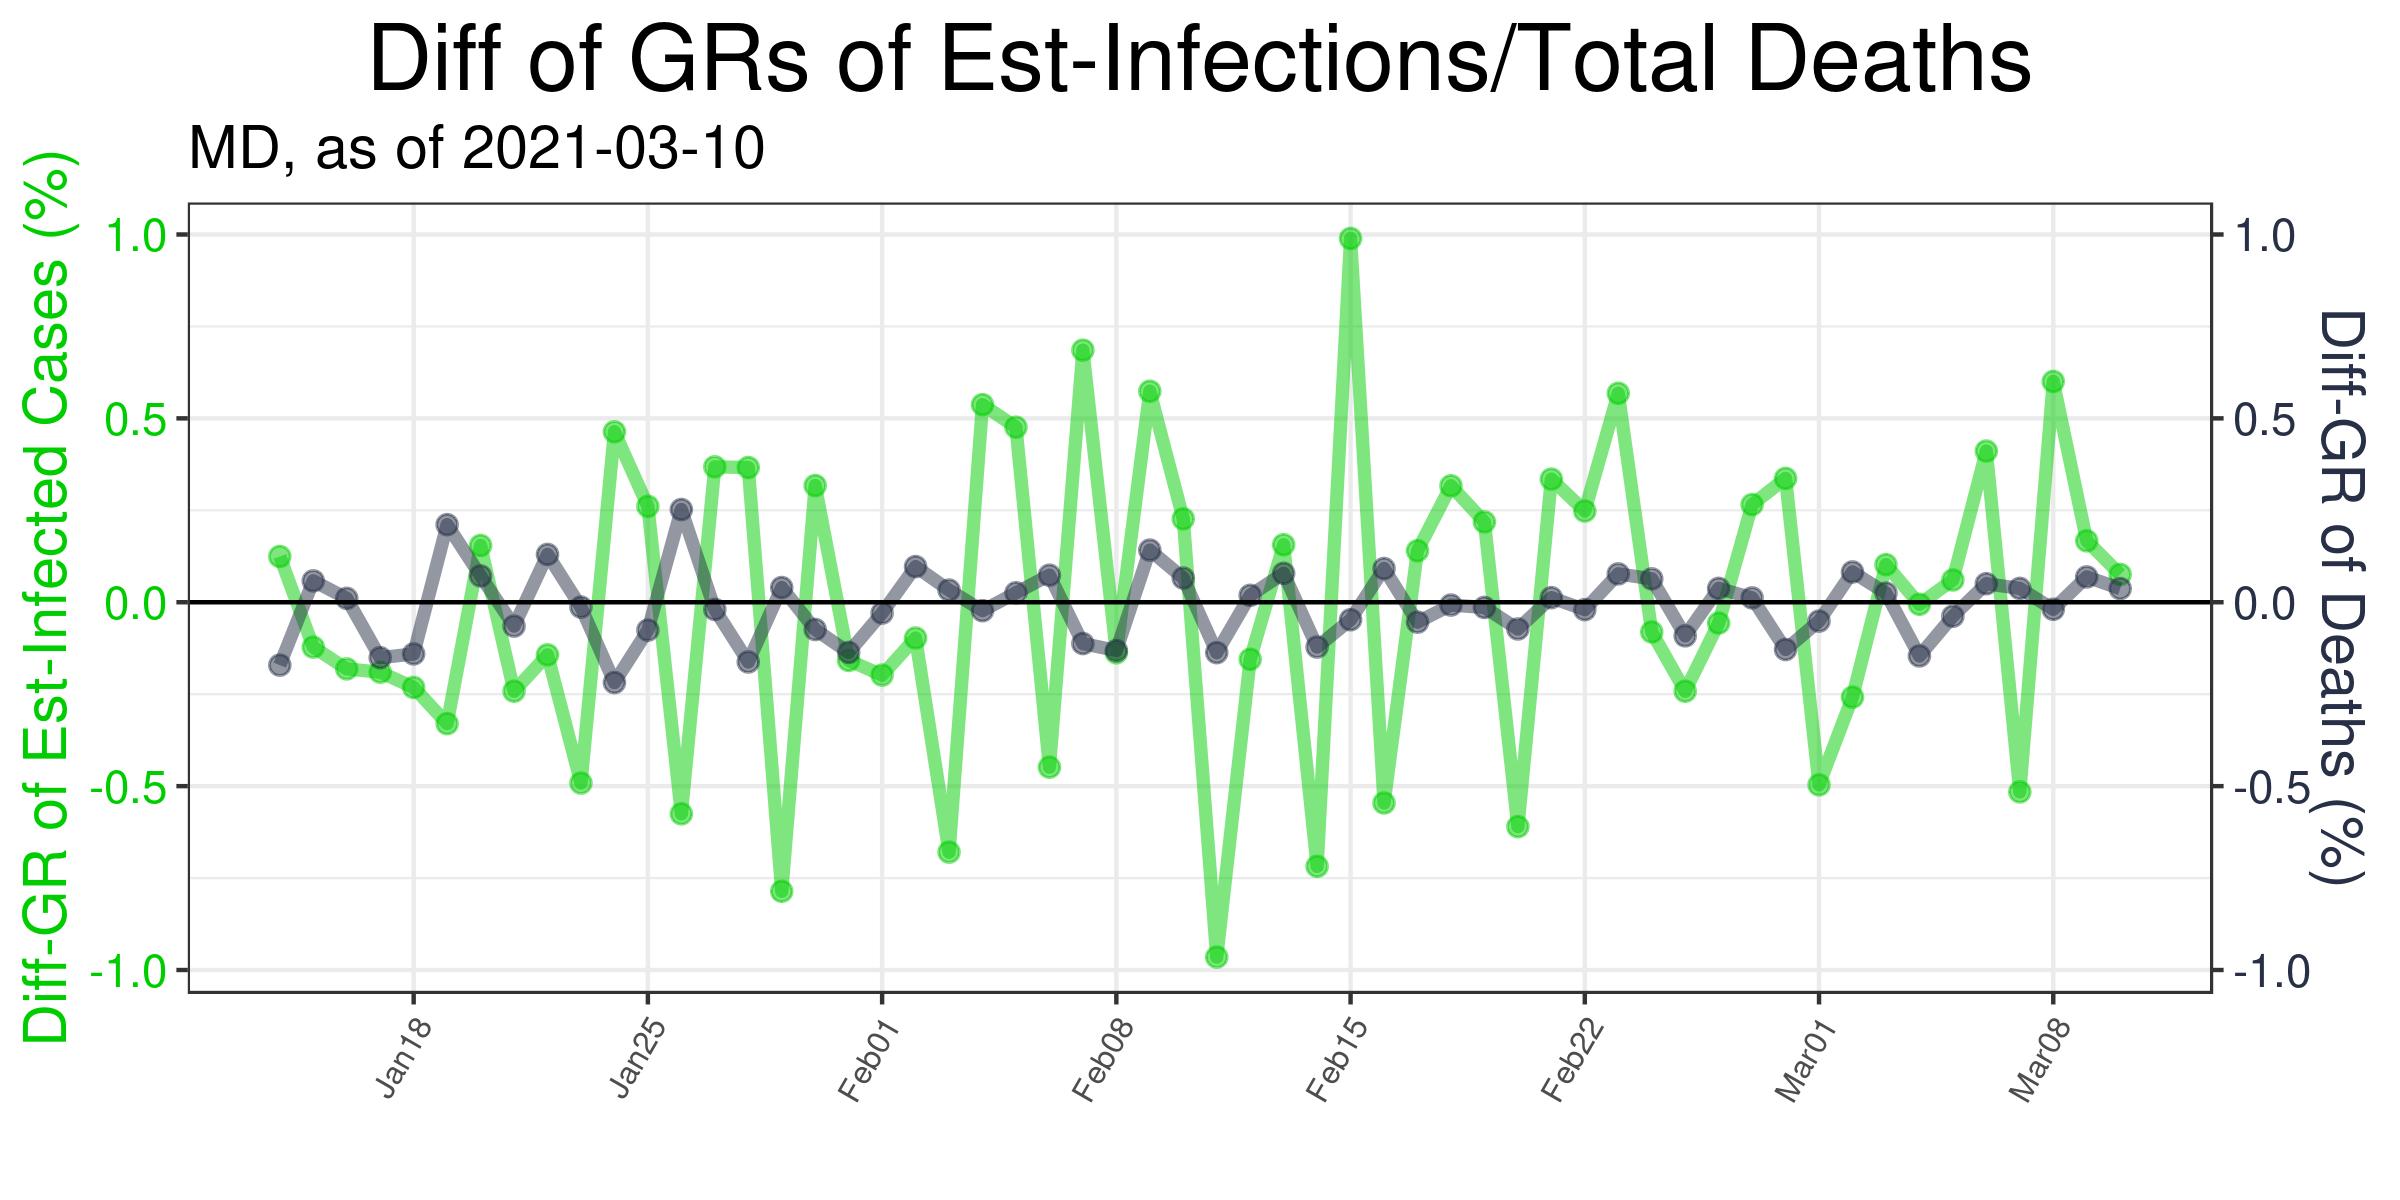 Diff of GRs of Est-Infections/Total Deaths
MD, as of 2021-03-10
Diff-GR of Est-Infected Cases (%)
1.0
0.5
0.0
-0.5
-1.0
1.0
0.5
0.0
-0.5
-1.0
Diff-GR of Deaths (%)
Jan18
Jan25
Feb01
Feb08
Feb15
Feb22
Mar01
Mar08